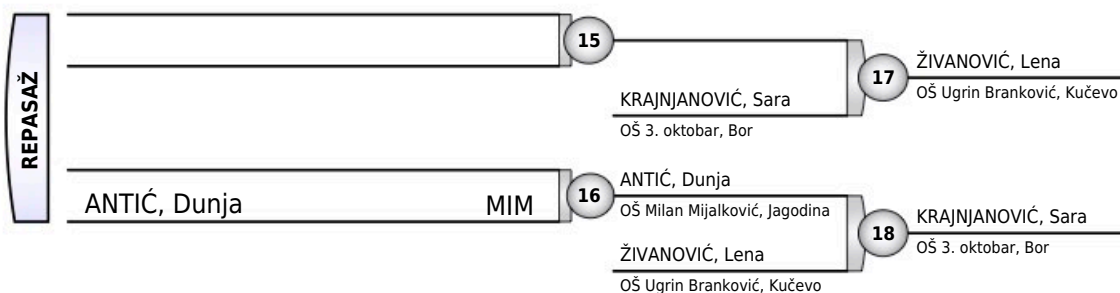 REPASAŽ
15
KRAJNJANOVIĆ, Sara
OŠ 3. oktobar, Bor
17
ŽIVANOVIĆ, Lena
OŠ Ugrin Branković, Kučevo
ANTIĆ, Dunja MIM
16
ANTIĆ, Dunja
OŠ Milan Mijalković, Jagodina
ŽIVANOVIĆ, Lena
OŠ Ugrin Branković, Kučevo
18
KRAJNJANOVIĆ, Sara
OŠ 3. oktobar, Bor